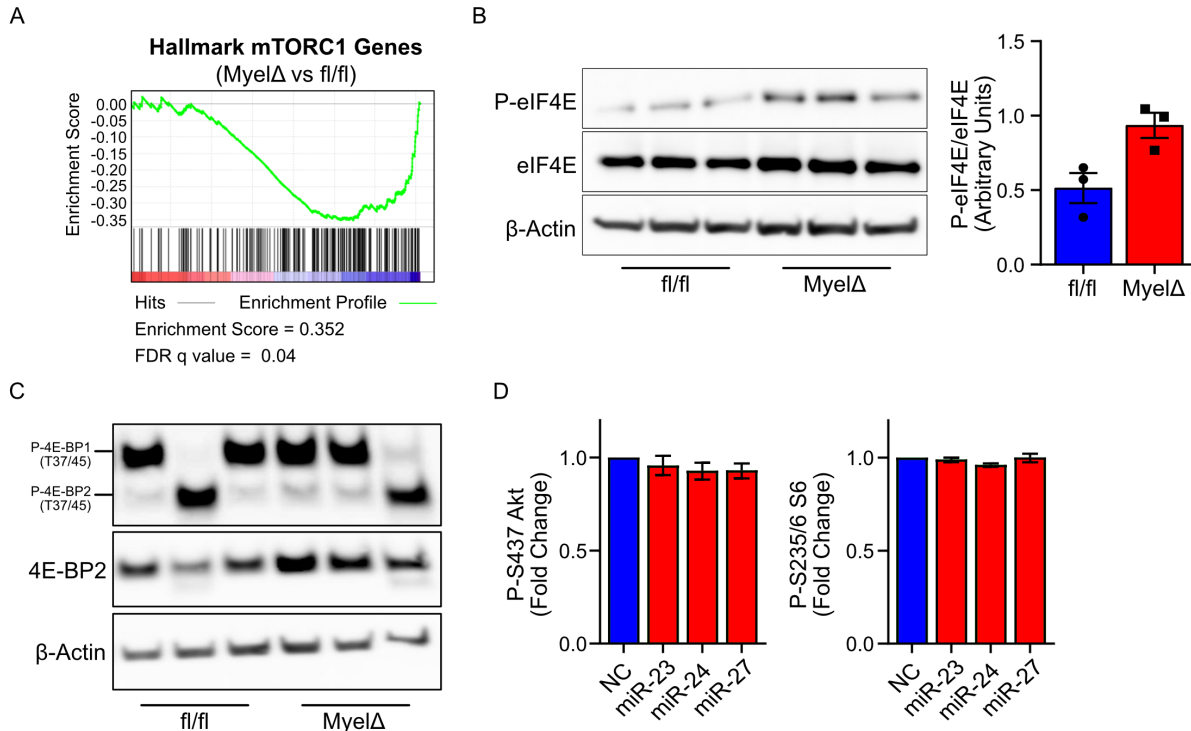 A
Hallmark mTORC1 Genes
(MyelΔ vs fl/fl)
Enrichment Score
0.00
-0.05
-0.10
-0.15
-0.20
-0.25
-0.30
-0.35
Hits
Enrichment Profile
Enrichment Score = 0.352
FDR q value = 0.04
B
P-eIF4E
eIF4E
β-Actin
fl/fl
MyelΔ
P-eIF4E/eIF4E
(Arbitrary Units)
1.5
1.0
0.5
0.0
fl/fl
MyelΔ
C
P-4E-BP1
(T37/45)
P-4E-BP2
(T37/45)
4E-BP2
β-Actin
fl/fl
MyelΔ
D
P-S437 Akt
(Fold Change)
1.0
0.5
0.0
NC
miR-23
miR-24
miR-27
P-S235/6 S6
(Fold Change)
1.0
0.5
0.0
NC
miR-23
miR-24
miR-27